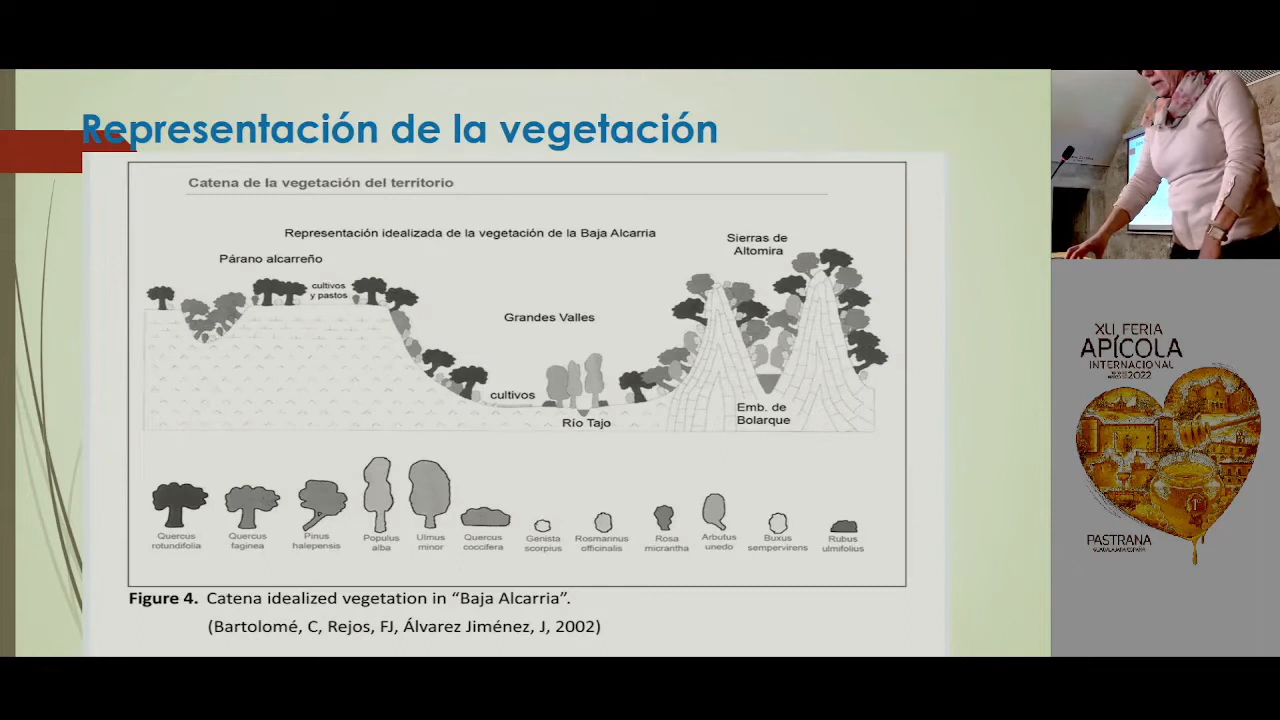 Representación de la vegetación
Catena de la vegetación del territorio
Representación idealizada de la vegetación de la Baja Alcarria
Párano alcarreño
cultivos
y pastos
Grandes Valles
Sierras de
Altomira
cultivos
Río Tajo
Emb. de
Bolarque
Quercus
rotundifolia
Quercus
faginea
Pinus
halepensis
Populus
alba
Ulmus
minor
Quercus
coccifera
Genista
scorpius
Rosmarinus
officinalis
Rosa
micrantha
Arbutus
unedo
Buxus
sempervirens
Rubus
ulmifolius
Figure 4. Catena idealized vegetation in “Baja Alcarria”.
(Bartolomé, C, Rejos, FJ, Álvarez Jiménez, J, 2002)
XLI FERIA
APÍCOLA
INTERNACIONAL
2022
PASTRANA
GUADALAJARA ESPAÑA